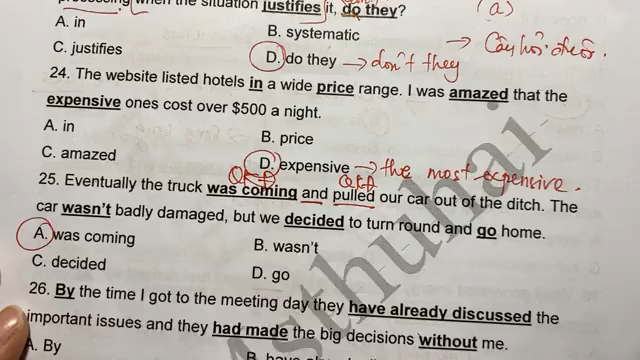 processing when the situation justifies it, do they? (a)
A. in B. systematic
C. justifies D. do they → don't they → Câu hỏi đuôi.
24. The website listed hotels in a wide price range. I was amazed that the
expensive ones cost over $500 a night.
A. in B. price
C. amazed D. expensive → the most expensive.
QKĐ QKĐ
25. Eventually the truck was coming and pulled our car out of the ditch. The
car wasn't badly damaged, but we decided to turn round and go home.
A. was coming B. wasn't
C. decided D. go
26. By the time I got to the meeting day they have already discussed the
important issues and they had made the big decisions without me.
A. By